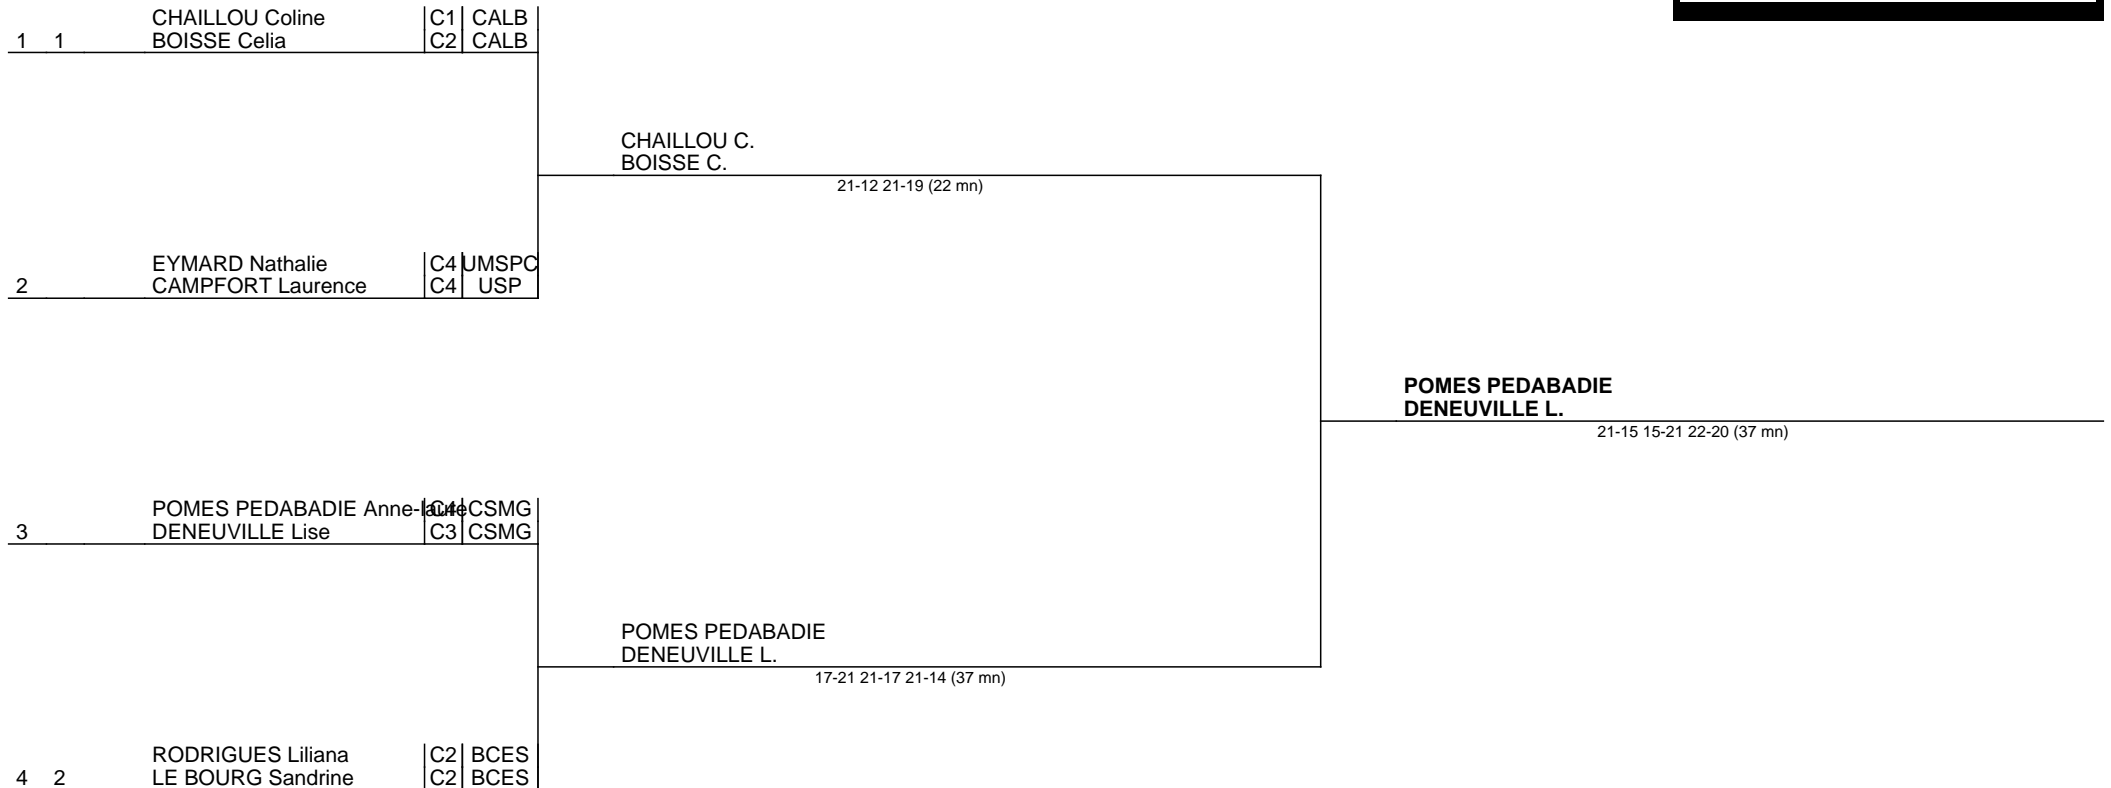 CHAILLOU Coline C1 CALB
1 1 BOISSE Celia C2 CALB
CHAILLOU C.
BOISSE C.
21-12 21-19 (22 mn)
EYMARD Nathalie C4 UMSPC
2 CAMPFORT Laurence C4 USP
POMES PEDABADIE
DENEUVILLE L.
21-15 15-21 22-20 (37 mn)
POMES PEDABADIE Anne-laure C4 CSMG
3 DENEUVILLE Lise C3 CSMG
POMES PEDABADIE
DENEUVILLE L.
17-21 21-17 21-14 (37 mn)
RODRIGUES Liliana C2 BCES
4 2 LE BOURG Sandrine C2 BCES